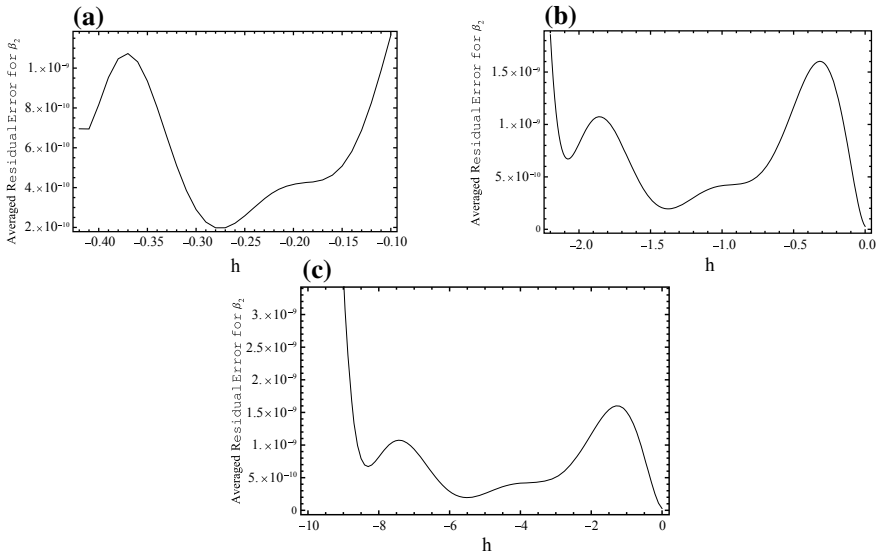 (a)
Averaged Residual Error for β₂
1.×10⁻⁹
8.×10⁻¹⁰
6.×10⁻¹⁰
4.×10⁻¹⁰
2.×10⁻¹⁰
−0.40 −0.35 −0.30 −0.25 −0.20 −0.15 −0.10
h
(b)
Averaged Residual Error for β₂
1.5×10⁻⁹
1.×10⁻⁹
5.×10⁻¹⁰
0
−2.0 −1.5 −1.0 −0.5 0.0
h
(c)
Averaged Residual Error for β₂
3.×10⁻⁹
2.5×10⁻⁹
2.×10⁻⁹
1.5×10⁻⁹
1.×10⁻⁹
5.×10⁻¹⁰
0
−10 −8 −6 −4 −2 0
h